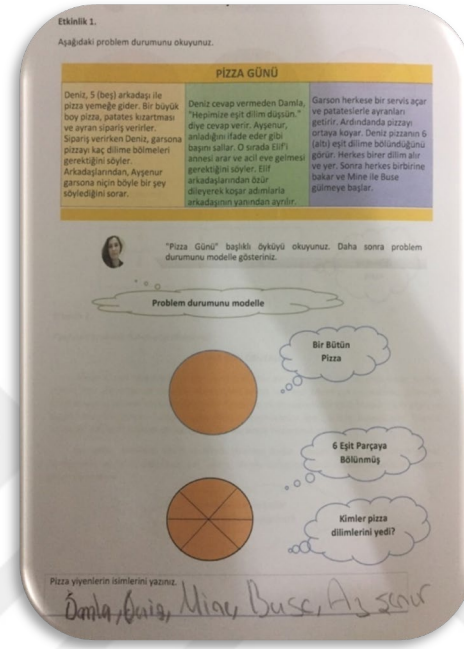 Etkinlik 1.
Aşağıdaki problem durumunu okuyunuz.
PİZZA GÜNÜ
Deniz, 5 (beş) arkadaşı ile
pizza yemeğe gider. Bir büyük
boy pizza, patates kızartması
ve ayran sipariş verirler.
Sipariş verirken Deniz, garsona
pizzayı kaç dilime bölmeleri
gerektiğini söyler.
Arkadaşlarından, Ayşenur
garsona niçin böyle bir şey
söylediğini sorar.
Deniz cevap vermeden Damla,
"Hepimize eşit dilim düşsün."
diye cevap verir. Ayşenur,
anladığını ifade eder gibi
başını sallar. O sırada Elif'i
annesi arar ve acil eve gelmesi
gerektiğini söyler. Elif
arkadaşlarından özür
dileyerek koşar adımlarla
arkadaşının yanından ayrılır.
Garson herkese bir servis açar
ve patateslerle ayranları
getirir. Ardından da pizzayı
ortaya koyar. Deniz pizzanın 6
(altı) eşit dilime bölündüğünü
görür. Herkes birer dilim alır
ve yer. Sonra herkes birbirine
bakar ve Mine ile Buse
gülmeye başlar.
"Pizza Günü" başlıklı öyküyü okuyunuz. Daha sonra problem
durumunu modelle gösteriniz.
Problem durumunu modelle
Bir Bütün
Pizza
6 Eşit Parçaya
Bölünmüş
Kimler pizza
dilimlerini yedi?
Pizza yiyenlerin isimlerini yazınız.
Damla, Mine, Buse, Ayşenur